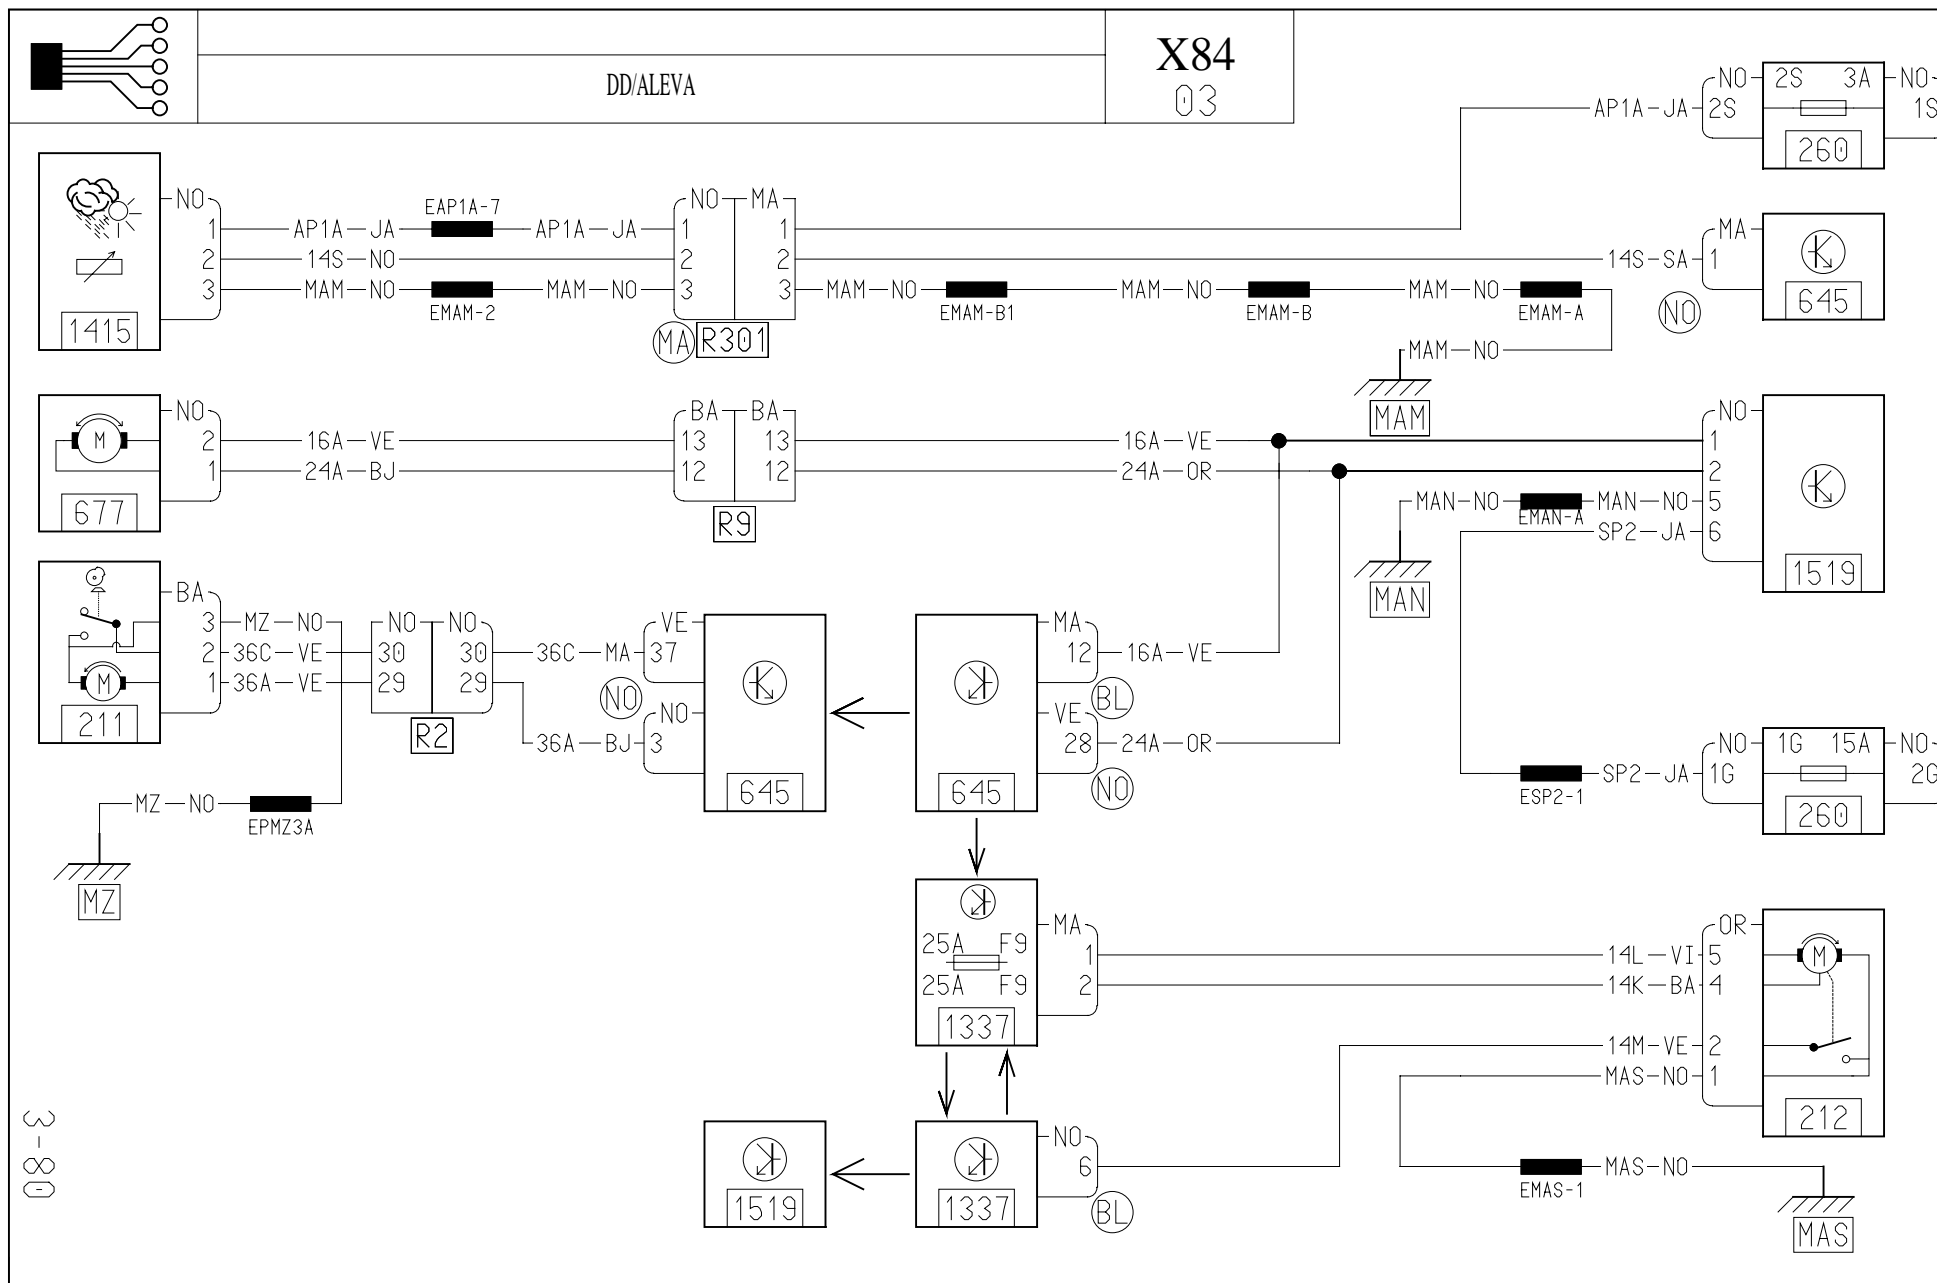 X84
DD/ALEVA
03
NO 2S 3A NO
AP1A JA 2S 1S
260
NO MA
EAP1A-7
1 AP1A JA AP1A JA 1 1
2 14S NO 2 2 14S SA 1
MA
3 MAM NO MAM NO 3 3 MAM NO MAM NO MAM NO
EMAM-2 EMAM-B1 EMAM-B EMAM-A
NO
645
1415 MA R301 NO
MAM NO
MAM
NO BA BA NO
2 16A VE 13 13 16A VE 1
1 24A BJ 12 12 24A OR 2
677 R9
MAN NO MAN NO 5
EMAN-A
SP2 JA 6
1519
MAN
BA
3 MZ NO NO NO VE MA
2 36C VE 30 30 36C MA 37 12 16A VE
1 36A VE 29 29
NO BL
211 R2 NO VE
36A BJ 3 28 24A OR
645 645 NO
NO 1G 15A NO
SP2 JA 1G 2G
ESP2-1
260
MZ NO
EPMZ3A
MZ
MA OR
25A F9 1 14L VI 5 M
25A F9 2 14K BA 4
1337
14M VE 2
MAS NO 1
212
NO
6
1519 1337 BL
MAS NO
EMAS-1
MAS
M
M
3-80